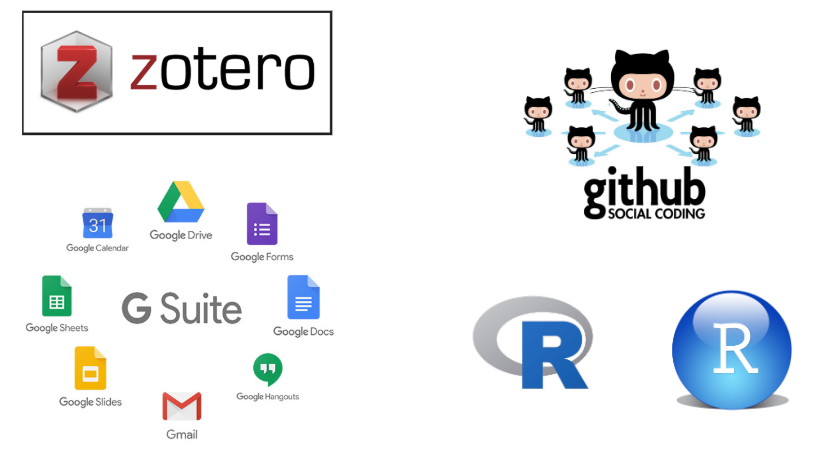 Z zotero
github
SOCIAL CODING
Google Drive
31
Google Calendar
Google Forms
G Suite
Google Sheets
Google Docs
Google Slides
Google Hangouts
Gmail
R
R